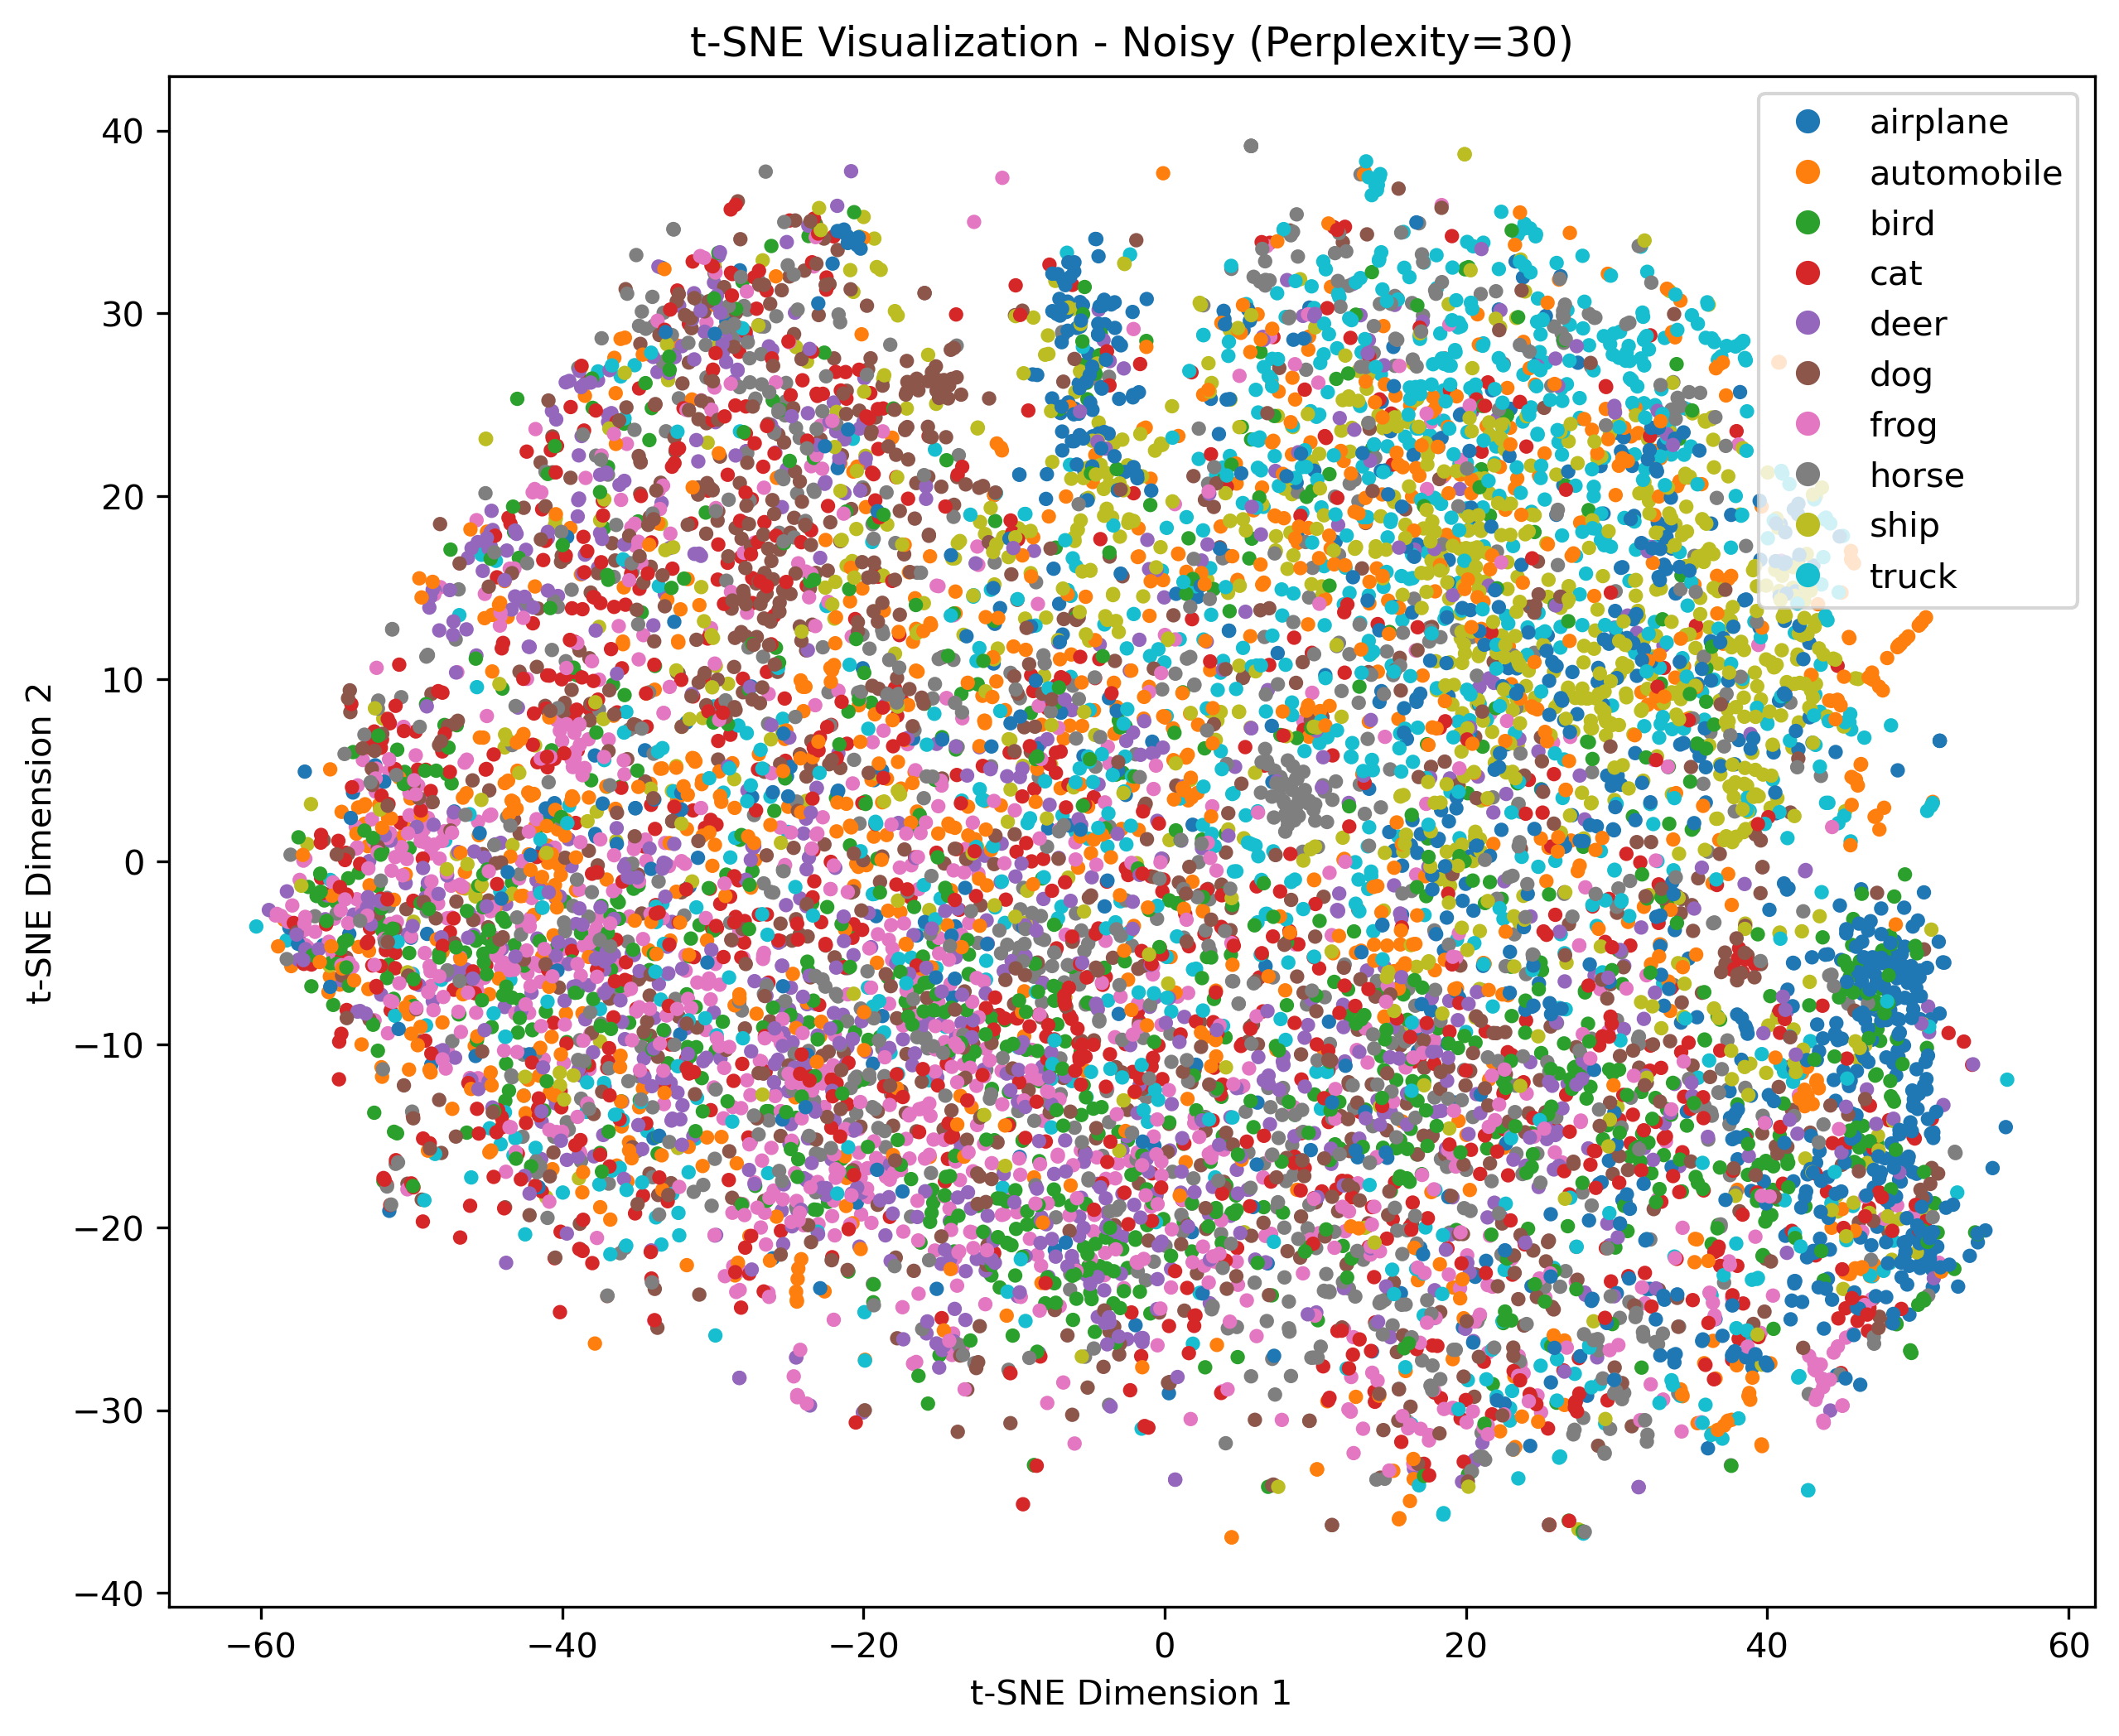 t-SNE Visualization - Noisy (Perplexity=30)
airplane
automobile
bird
cat
deer
dog
frog
horse
ship
truck
40
30
20
10
0
−10
−20
−30
−40
t-SNE Dimension 2
−60 −40 −20 0 20 40 60
t-SNE Dimension 1